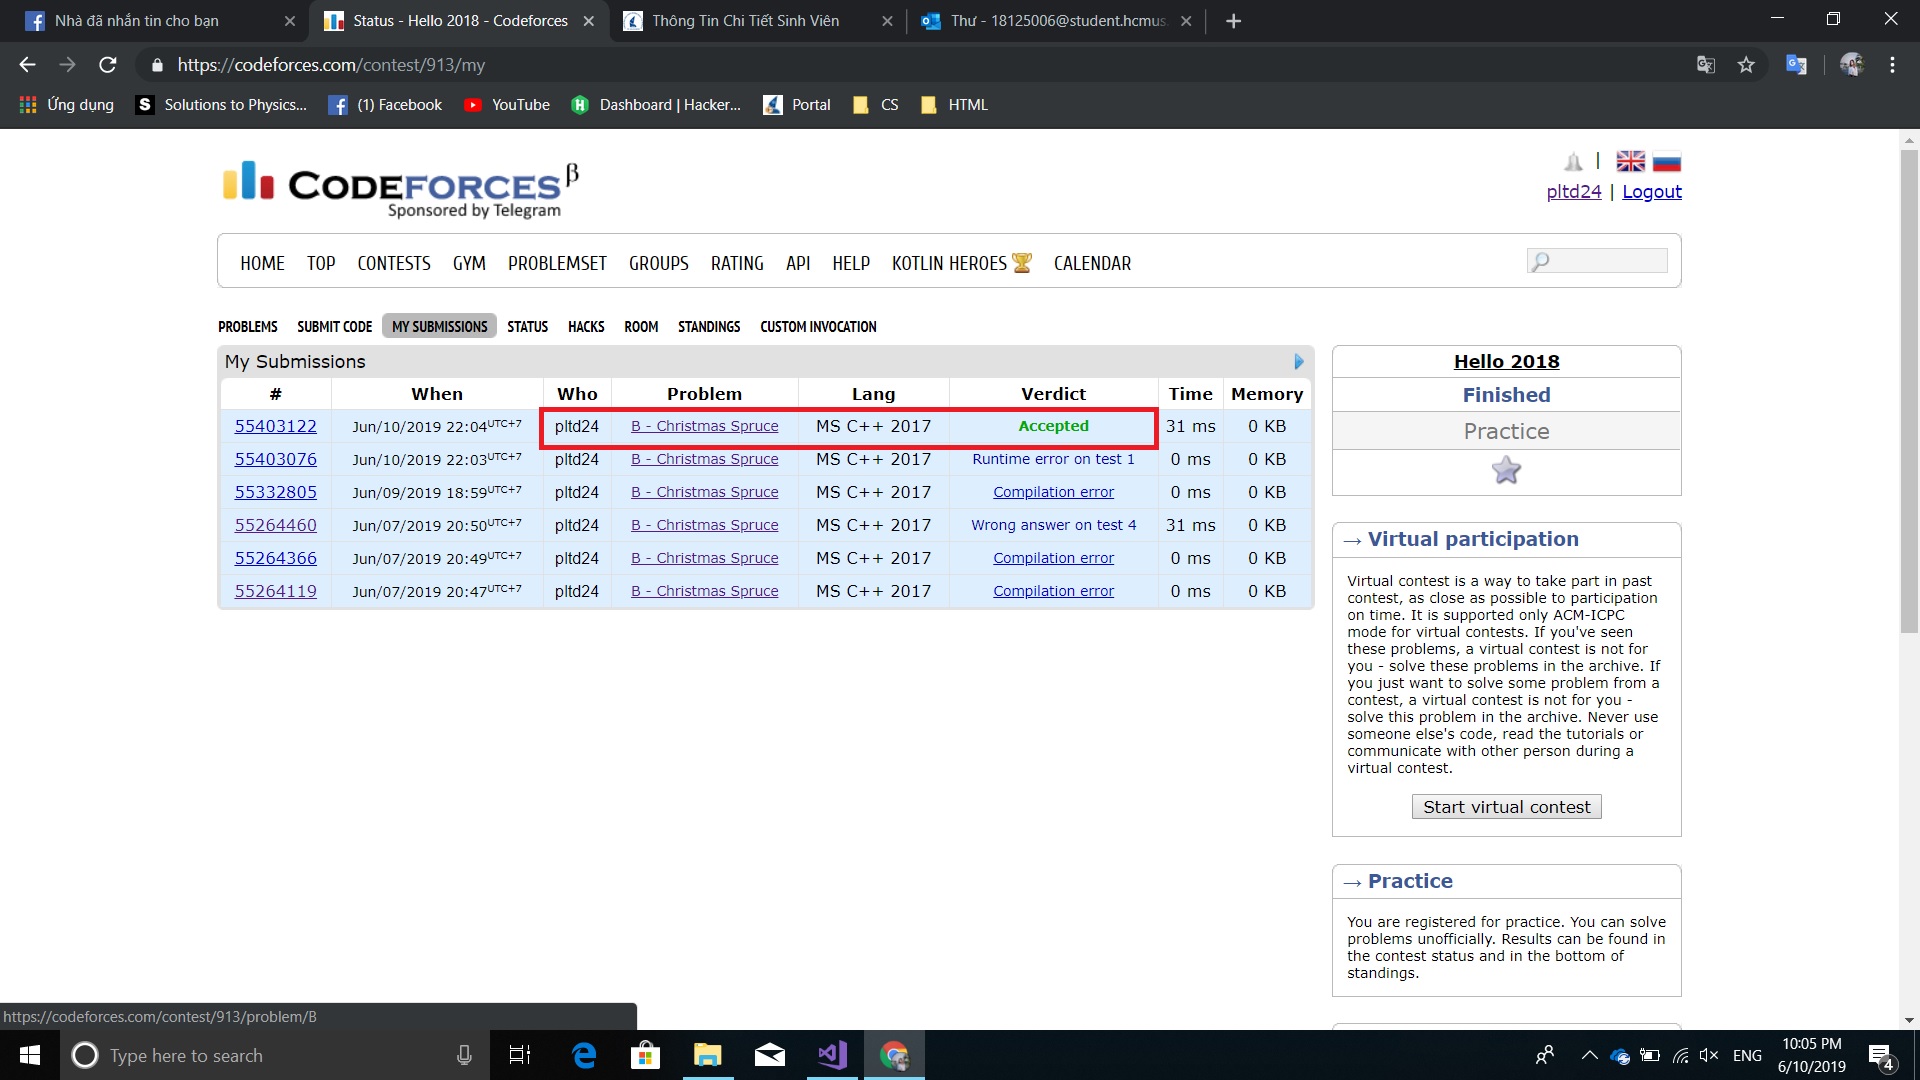 Nhà đã nhắn tin cho bạn
Status - Hello 2018 - Codeforces
Thông Tin Chi Tiết Sinh Viên
Thư - 18125006@student.hcmus.
https://codeforces.com/contest/913/my
Ứng dụng
Solutions to Physics...
(1) Facebook
YouTube
Dashboard | Hacker...
Portal
CS
HTML
CODEFORCES β
Sponsored by Telegram
|
pltd24 | Logout
HOME TOP CONTESTS GYM PROBLEMSET GROUPS RATING API HELP KOTLIN HEROES CALENDAR
PROBLEMS SUBMIT CODE MY SUBMISSIONS STATUS HACKS ROOM STANDINGS CUSTOM INVOCATION
My Submissions
# When Who Problem Lang Verdict Time Memory
55403122 Jun/10/2019 22:04UTC+7 pltd24 B - Christmas Spruce MS C++ 2017 Accepted 31 ms 0 KB
55403076 Jun/10/2019 22:03UTC+7 pltd24 B - Christmas Spruce MS C++ 2017 Runtime error on test 1 0 ms 0 KB
55332805 Jun/09/2019 18:59UTC+7 pltd24 B - Christmas Spruce MS C++ 2017 Compilation error 0 ms 0 KB
55264460 Jun/07/2019 20:50UTC+7 pltd24 B - Christmas Spruce MS C++ 2017 Wrong answer on test 4 31 ms 0 KB
55264366 Jun/07/2019 20:49UTC+7 pltd24 B - Christmas Spruce MS C++ 2017 Compilation error 0 ms 0 KB
55264119 Jun/07/2019 20:47UTC+7 pltd24 B - Christmas Spruce MS C++ 2017 Compilation error 0 ms 0 KB
Hello 2018
Finished
Practice
→ Virtual participation
Virtual contest is a way to take part in past
contest, as close as possible to participation
on time. It is supported only ACM-ICPC
mode for virtual contests. If you've seen
these problems, a virtual contest is not for
you - solve these problems in the archive. If
you just want to solve some problem from a
contest, a virtual contest is not for you -
solve this problem in the archive. Never use
someone else's code, read the tutorials or
communicate with other person during a
virtual contest.
Start virtual contest
→ Practice
You are registered for practice. You can solve
problems unofficially. Results can be found in
the contest status and in the bottom of
standings.
https://codeforces.com/contest/913/problem/B
Type here to search
ENG
10:05 PM
6/10/2019
4